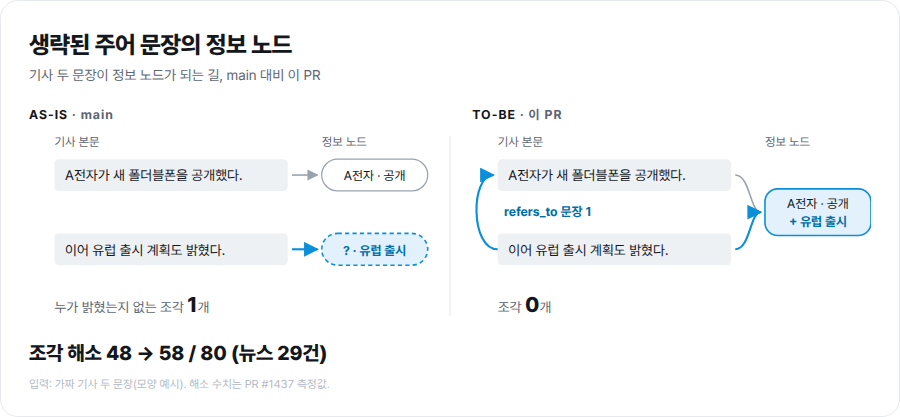 생략된 주어 문장의 정보 노드
기사 두 문장이 정보 노드가 되는 길, main 대비 이 PR
AS-IS · main
기사 본문
정보 노드
A전자가 새 폴더블폰을 공개했다.
A전자 · 공개
이어 유럽 출시 계획도 밝혔다.
? · 유럽 출시
누가 밝혔는지 없는 조각 1개
TO-BE · 이 PR
기사 본문
정보 노드
A전자가 새 폴더블폰을 공개했다.
refers_to 문장 1
이어 유럽 출시 계획도 밝혔다.
A전자 · 공개
+ 유럽 출시
조각 0개
조각 해소 48 → 58 / 80 (뉴스 29건)
입력: 가짜 기사 두 문장(모양 예시). 해소 수치는 PR #1437 측정값.